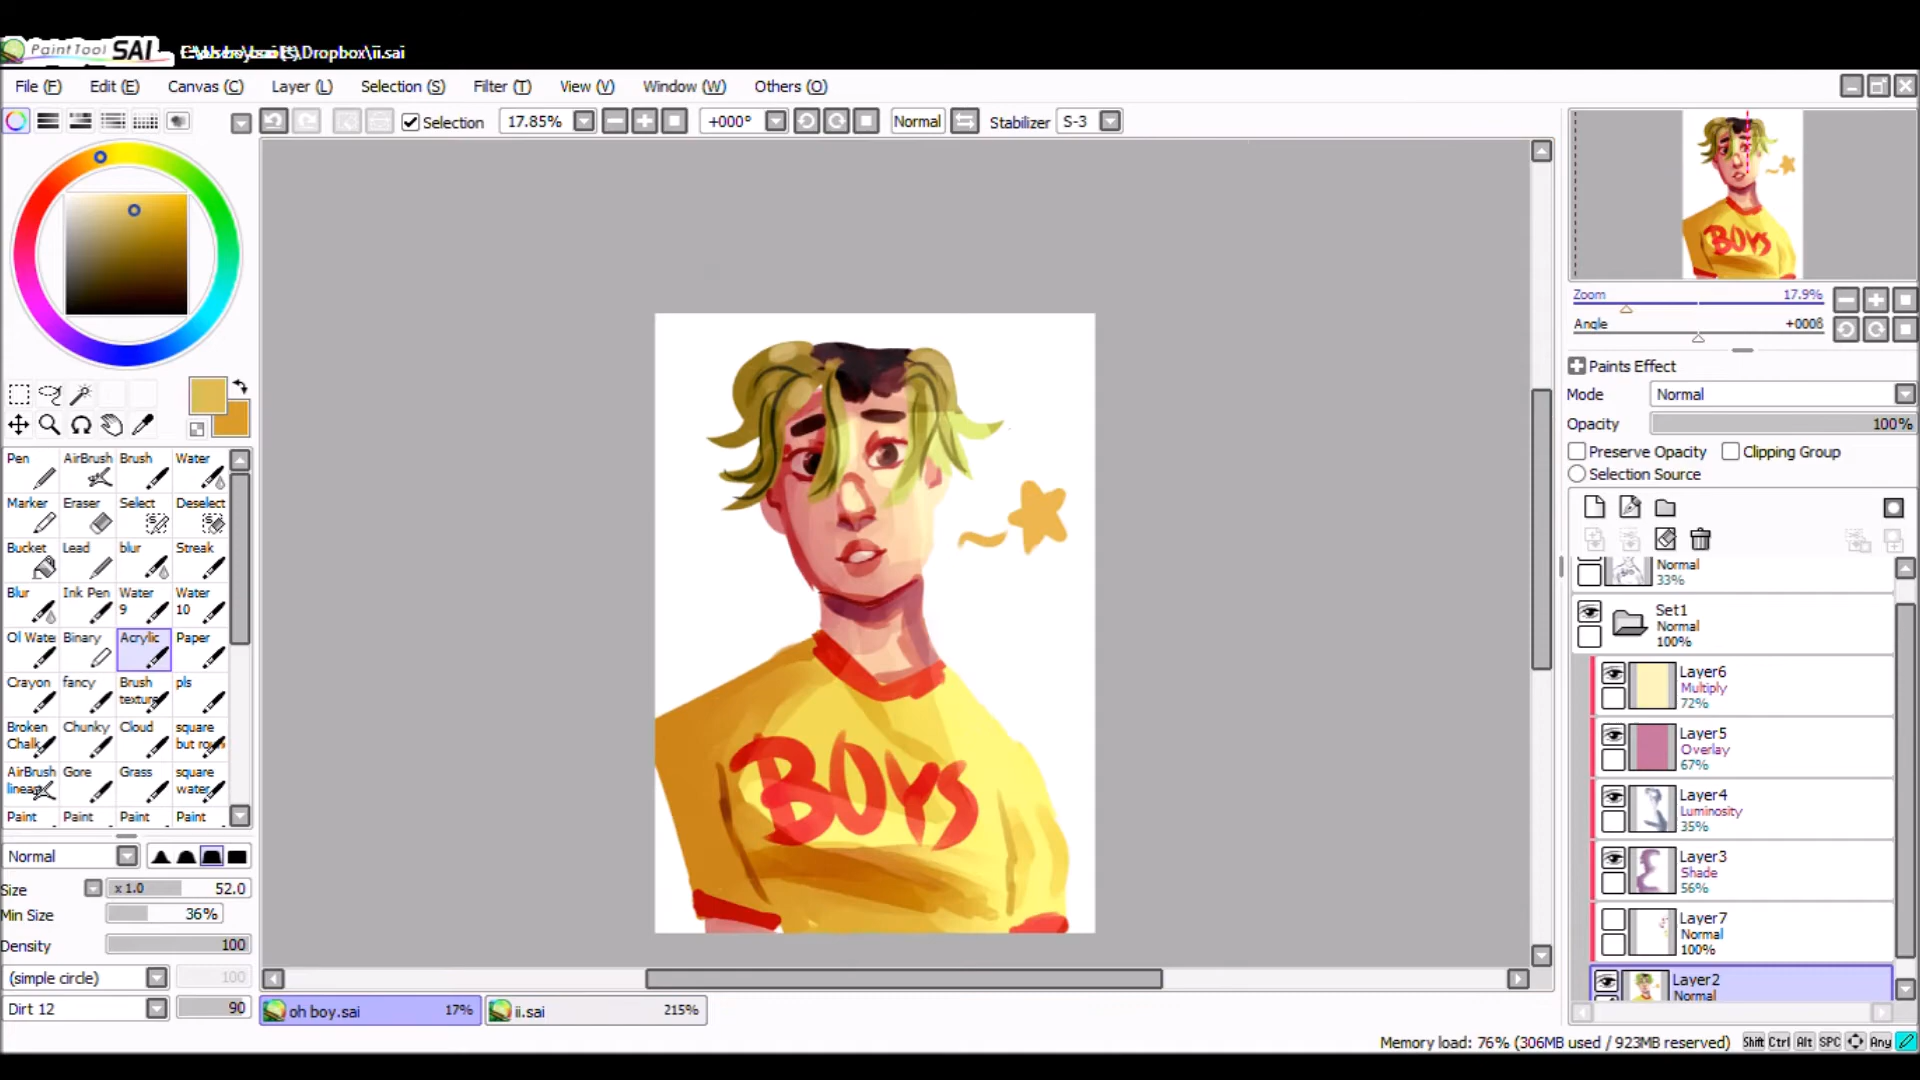 PaintTool SAI Dropbox\ii.sai
File (F) Edit (E) Canvas (C) Layer (L) Selection (S) Filter (T) View (V) Window (W) Others (O)
Selection 17.85% +000° Normal Stabilizer S-3
Zoom 17.9%
Angle
Paints Effect
Mode Normal
Opacity 100%
Preserve Opacity Clipping Group
Selection Source
Pen AirBrush Brush Water
Marker Eraser Select Deselect
Bucket Lead blur Streak
Blur Ink Pen Water 9 Water 10
Ol Wate Binary Acrylic Paper
Crayon fancy Brush texture pls
Broken Chalk Chunky Cloud square but rou
AirBrush linear Gore Grass square water
Paint Paint Paint Paint
Normal
Size x 1.0 52.0
Min Size 36%
Density 100
(simple circle) 100
Dirt 12 90
BOYS
BOYS
Normal
33%
Set1
Normal
100%
Layer6
Multiply
72%
Layer5
Overlay
67%
Layer4
Luminosity
35%
Layer3
Shade
56%
Layer7
Normal
100%
Layer2
Normal
oh boy.sai 17% ii.sai 215%
Memory load: 76% (306MB used / 923MB reserved) Shift Ctrl Alt SPC Any